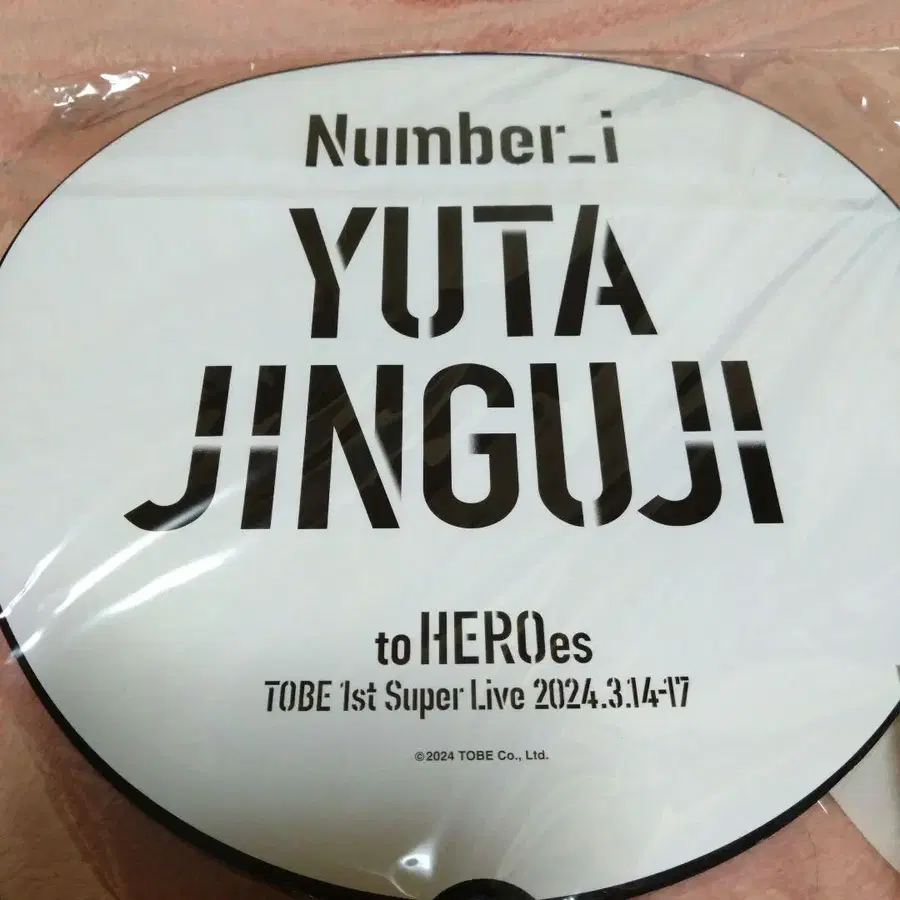 Number_i
YUTA
JINGUJI
to HEROes
TOBE 1st Super Live 2024.3.14-17
©2024 TOBE Co., Ltd.